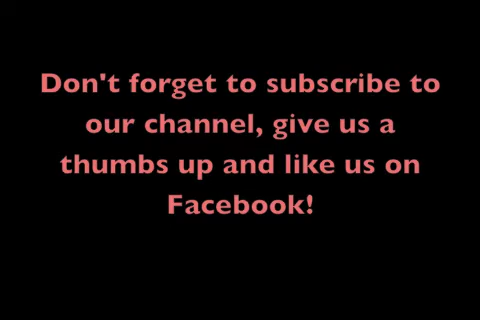 Don't forget to subscribe to
our channel, give us a
thumbs up and like us on
Facebook!